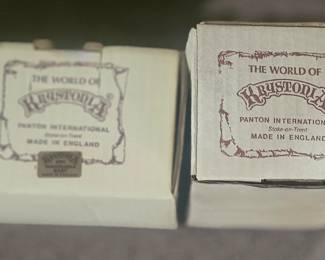 THE WORLD OF
KRYSTONIA
PANTON INTERNATIONAL
Stoke-on-Trent
MADE IN ENGLAND
THE WORLD OF
KRYSTONIA
PANTON INTERNATIONAL
Stoke-on-Trent
MADE IN ENGLAND